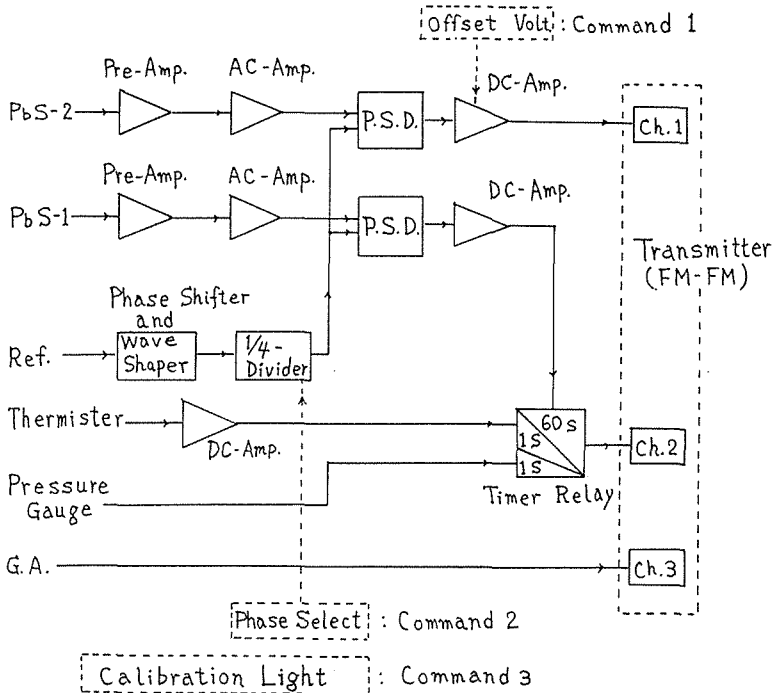 Offset Volt : Command 1
Pre-Amp.
AC-Amp.
DC-Amp.
PbS-2
P.S.D.
Ch.1
Pre-Amp.
AC-Amp.
DC-Amp.
PbS-1
P.S.D.
Transmitter
(FM-FM)
Phase Shifter
and
Ref.
Wave
Shaper
1/4-
Divider
Thermister
DC-Amp.
60s
1S
1S
Ch.2
Timer Relay
Pressure
Gauge
G.A.
Ch.3
Phase Select : Command 2
Calibration Light : Command 3